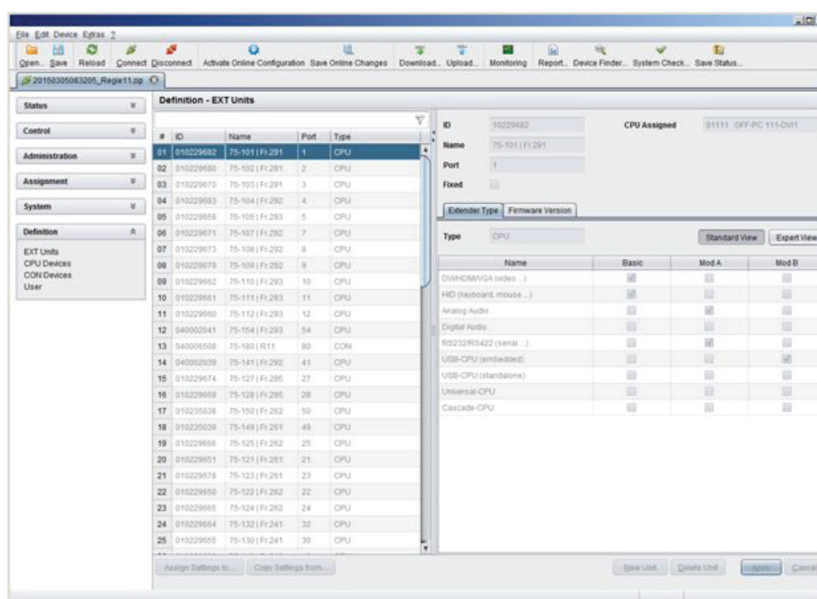 File Edit Device Extras ?
Open... Save Reload Connect Disconnect Activate Online Configuration Save Online Changes Download... Upload... Monitoring Report... Device Finder... System Check... Save Status...
20150305083205_Regie11.zip
Status
Control
Administration
Assignment
System
Definition
EXT Units
CPU Devices
CON Devices
User
Definition - EXT Units
# ID Name Port Type
01 010229682 75-101 | Fr.291 1 CPU
02 010229680 75-102 | Fr.291 2 CPU
03 010229670 75-103 | Fr.291 3 CPU
04 010229683 75-104 | Fr.292 4 CPU
05 010229659 75-105 | Fr.293 5 CPU
06 010229671 75-107 | Fr.292 7 CPU
07 010229673 75-108 | Fr.292 8 CPU
08 010229679 75-109 | Fr.292 9 CPU
09 010229662 75-110 | Fr.293 10 CPU
10 010229661 75-111 | Fr.293 11 CPU
11 010229660 75-112 | Fr.293 12 CPU
12 040002041 75-154 | Fr.293 54 CPU
13 040006508 75-180 | R11 80 CON
14 040002039 75-141 | Fr.292 41 CPU
15 010229674 75-127 | Fr.295 27 CPU
16 010229669 75-128 | Fr.295 28 CPU
17 010235038 75-150 | Fr.262 50 CPU
18 010235039 75-149 | Fr.261 49 CPU
19 010229666 75-125 | Fr.262 25 CPU
20 010229651 75-121 | Fr.261 21 CPU
21 010229678 75-123 | Fr.261 23 CPU
22 010229650 75-122 | Fr.262 22 CPU
23 010229665 75-124 | Fr.262 24 CPU
24 010229664 75-132 | Fr.241 32 CPU
25 010229655 75-130 | Fr.241 30 CPU
Assign Settings to... Copy Settings from...
ID 10229682 CPU Assigned 01111 OFF-PC 111-DVI1
Name 75-101 | Fr.291
Port 1
Fixed
Extender Type Firmware Version
Type CPU Standard View Expert View
Name Basic Mod A Mod B
DVI/HDMI/VGA (video ...)
HID (keyboard, mouse ...)
Analog Audio
Digital Audio
RS232/RS422 (serial ...)
USB-CPU (embedded)
USB-CPU (standalone)
Universal-CPU
Cascade-CPU
New Unit Delete Unit Apply Cancel